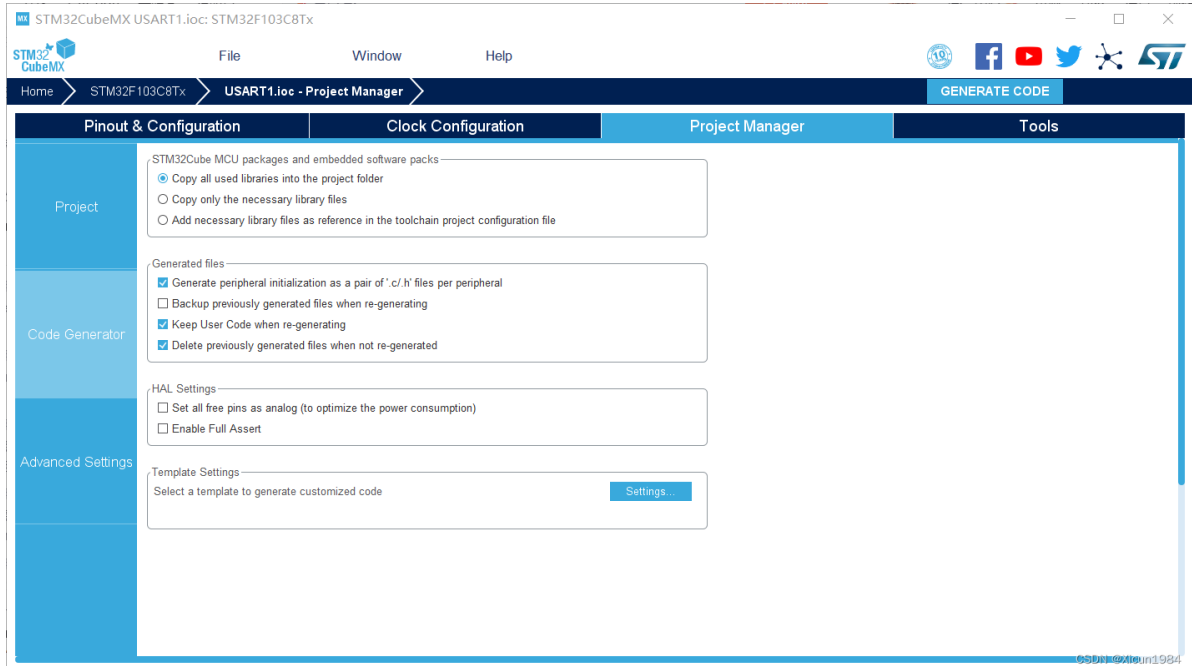 MX STM32CubeMX USART1.ioc: STM32F103C8Tx
STM32
CubeMX
File Window Help
10
ST
Home STM32F103C8Tx USART1.ioc - Project Manager GENERATE CODE
Pinout & Configuration Clock Configuration Project Manager Tools
Project
Code Generator
Advanced Settings
STM32Cube MCU packages and embedded software packs
Copy all used libraries into the project folder
Copy only the necessary library files
Add necessary library files as reference in the toolchain project configuration file
Generated files
Generate peripheral initialization as a pair of '.c/.h' files per peripheral
Backup previously generated files when re-generating
Keep User Code when re-generating
Delete previously generated files when not re-generated
HAL Settings
Set all free pins as analog (to optimize the power consumption)
Enable Full Assert
Template Settings
Select a template to generate customized code Settings...